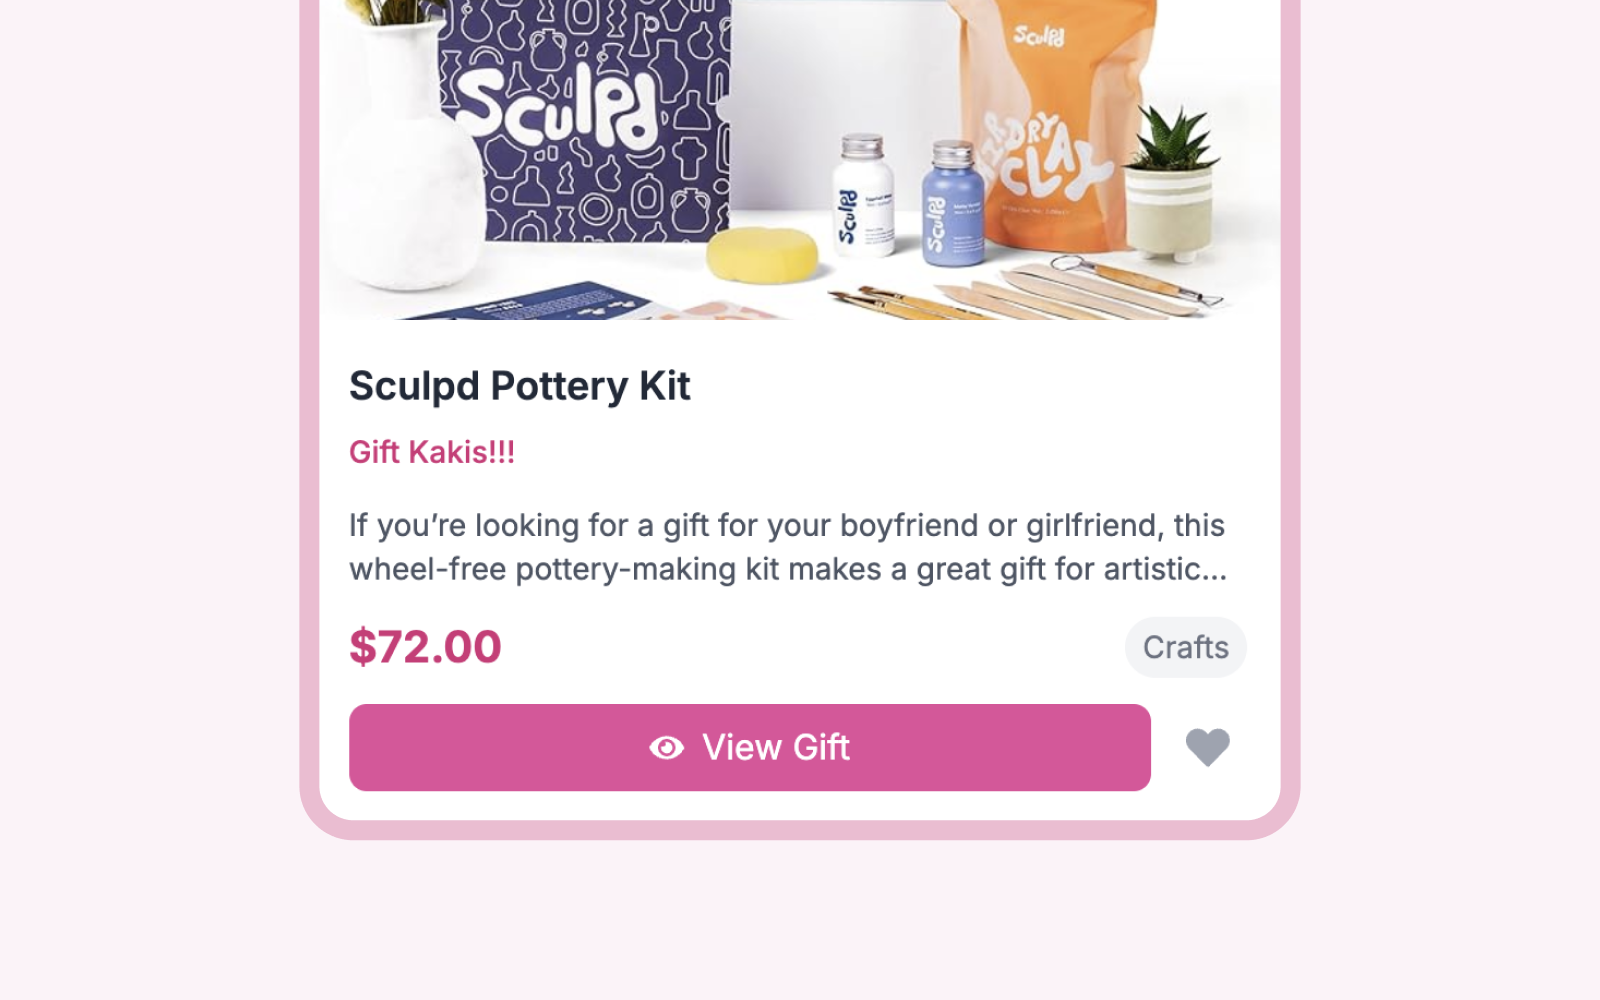 Sculpd
Sculpd
AIR DRY
CLAY
Sculpd
Sculpd
Sculpd Pottery Kit
Gift Kakis!!!
If you’re looking for a gift for your boyfriend or girlfriend, this
wheel-free pottery-making kit makes a great gift for artistic...
$72.00
Crafts
View Gift